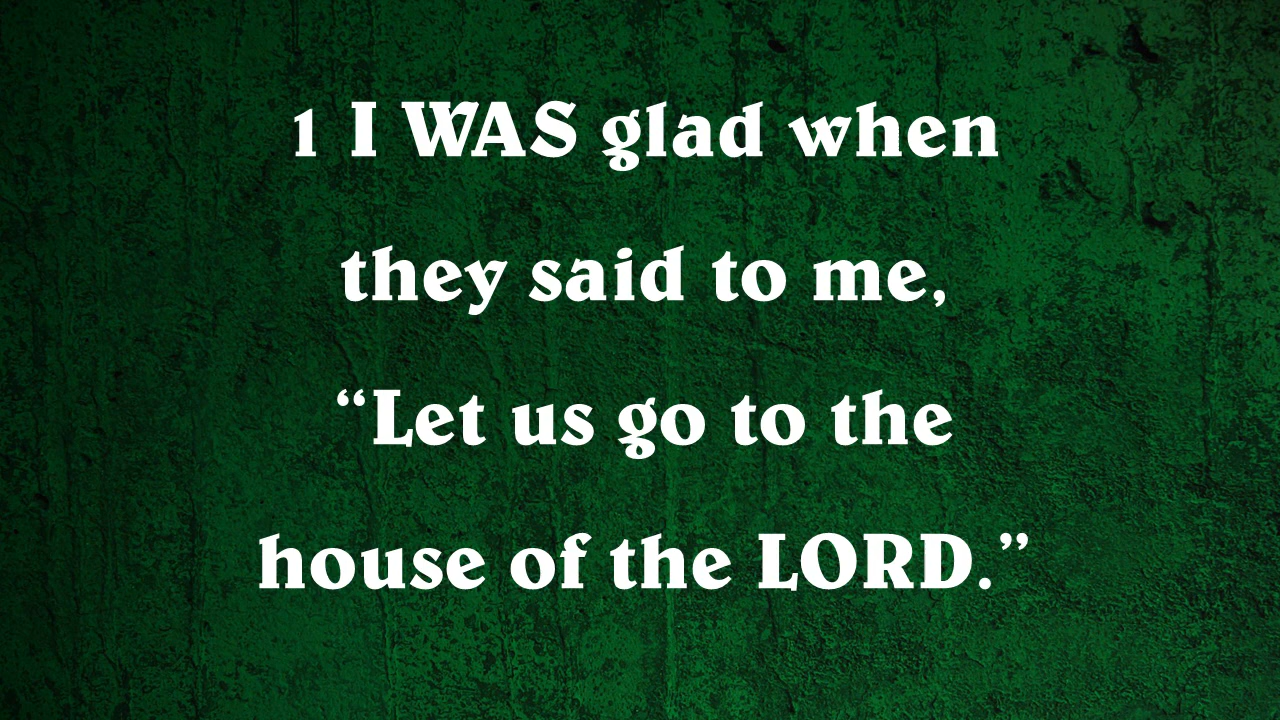 1 I WAS glad when
they said to me,
“Let us go to the
house of the LORD.”